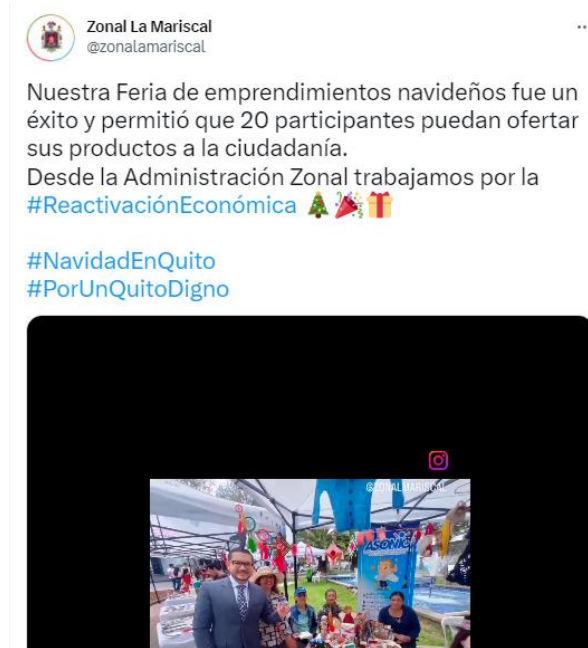 Zonal La Mariscal
@zonalamariscal
Nuestra Feria de emprendimientos navideños fue un
éxito y permitió que 20 participantes puedan ofertar
sus productos a la ciudadanía.
Desde la Administración Zonal trabajamos por la
#ReactivaciónEconómica 🎄🎉🎁
#NavidadEnQuito
#PorUnQuitoDigno
@ZONALMARISCAL
ASONIC